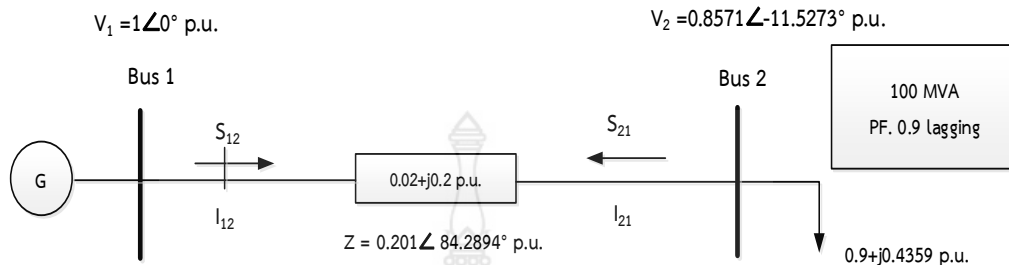 V₁ =1∠0° p.u.
V₂ =0.8571∠-11.5273° p.u.
Bus 1
Bus 2
100 MVA
PF. 0.9 lagging
S₁₂
S₂₁
G
0.02+j0.2 p.u.
I₁₂
I₂₁
Z = 0.201∠ 84.2894° p.u.
0.9+j0.4359 p.u.